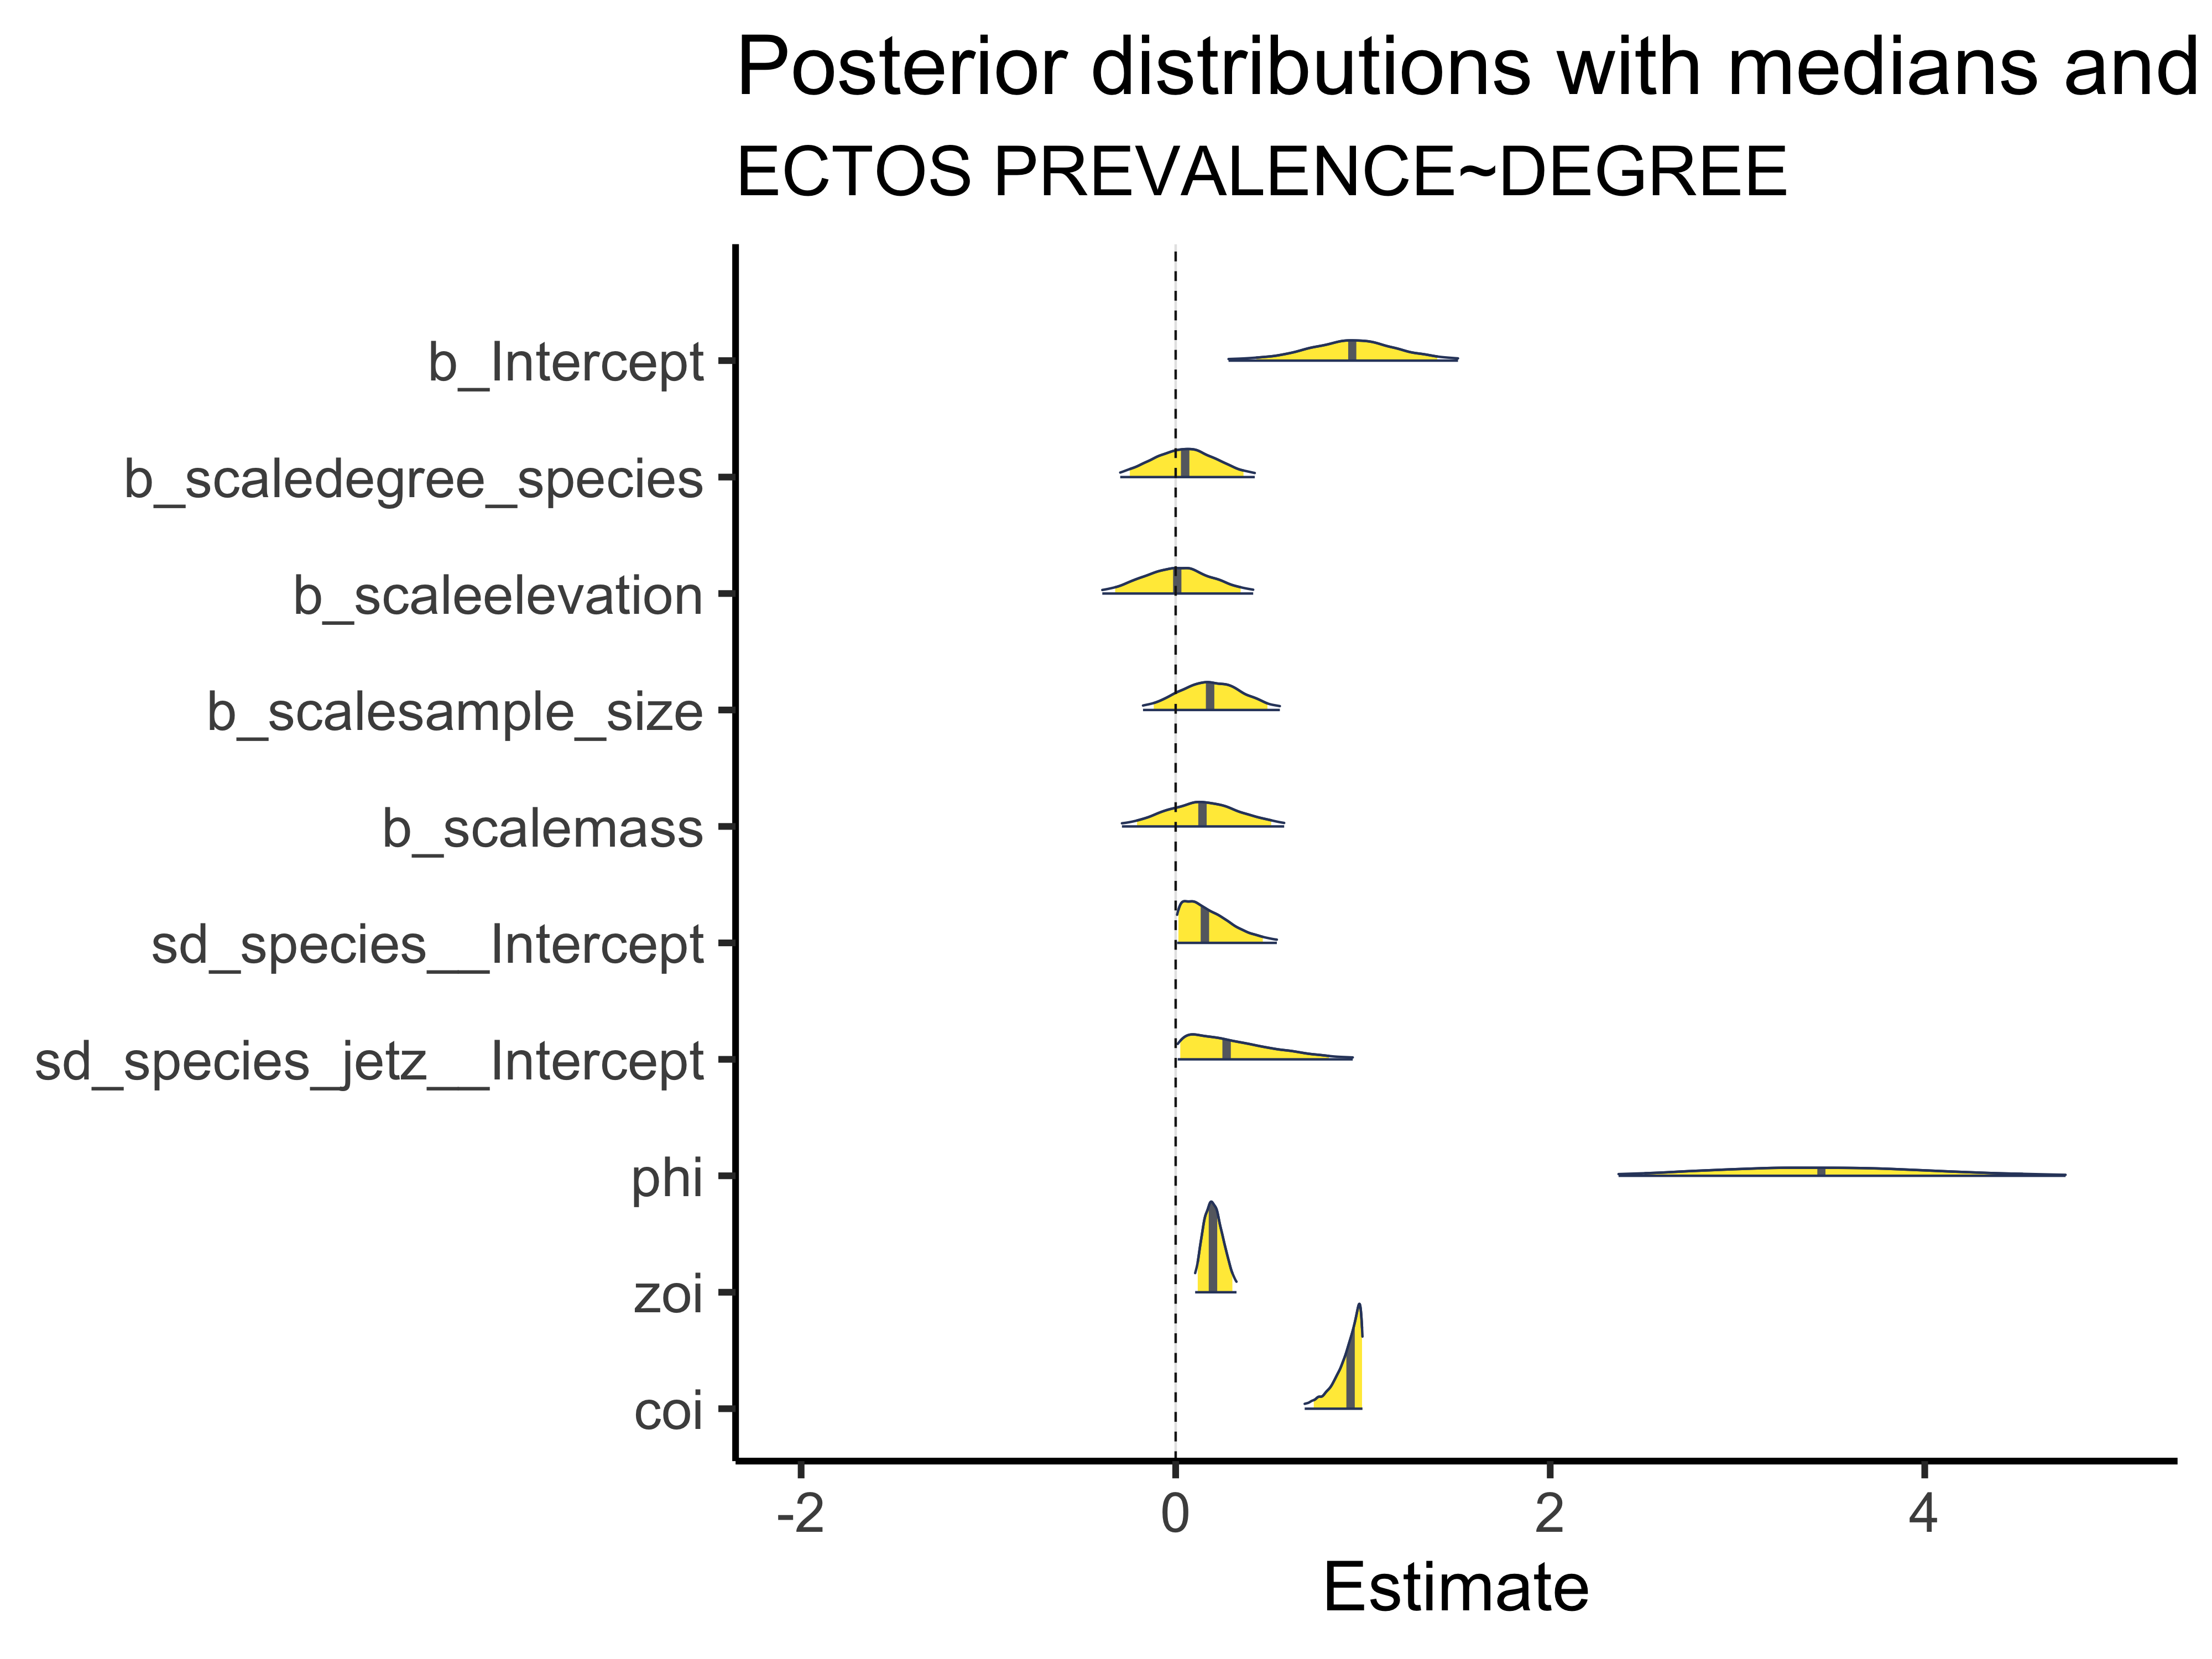 Posterior distributions with medians and
ECTOS PREVALENCE~DEGREE
b_Intercept
b_scaledegree_species
b_scaleelevation
b_scalesample_size
b_scalemass
sd_species__Intercept
sd_species_jetz__Intercept
phi
zoi
coi
-2 0 2 4
Estimate